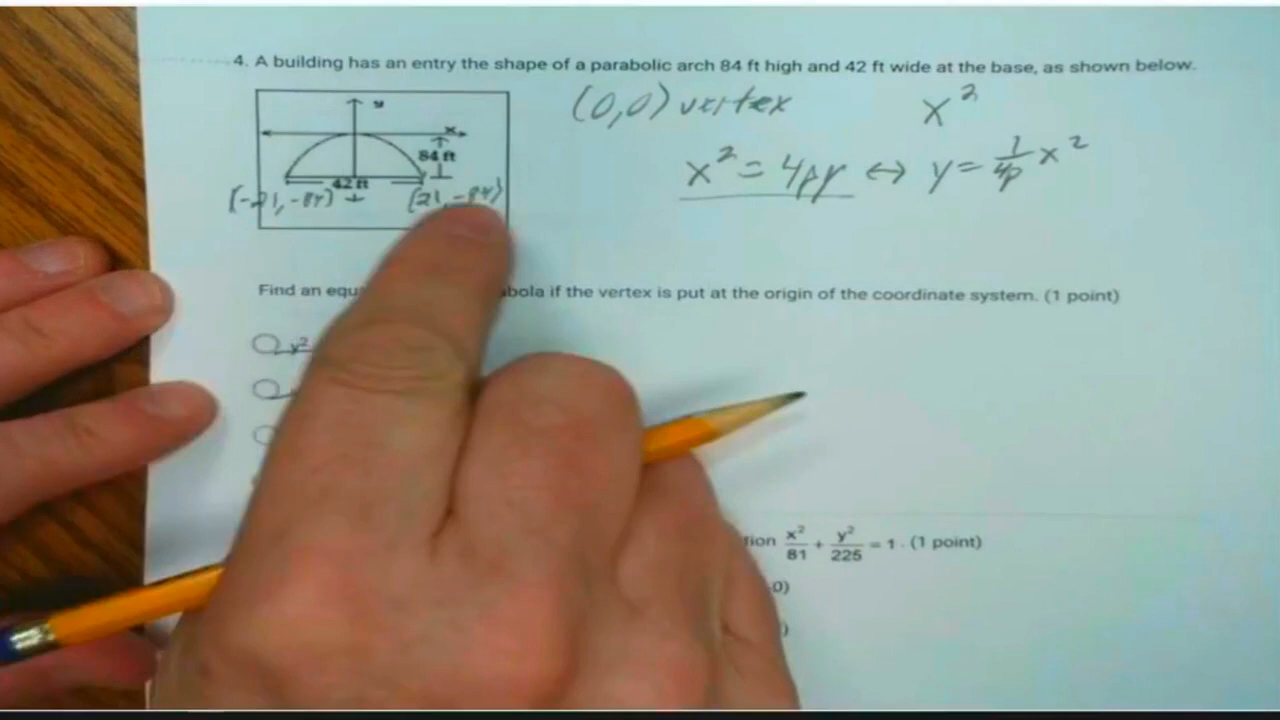 4. A building has an entry the shape of a parabolic arch 84 ft high and 42 ft wide at the base, as shown below.
y
x
84 ft
42 ft
(-21, -84)
(21, -84)
(0,0) vertex
x²
x² = 4py ↔ y = 1/4p x²
Find an bola if the vertex is put at the origin of the coordinate system. (1 point)
y²
tion x²/81 + y²/225 = 1. (1 point)
0)
)